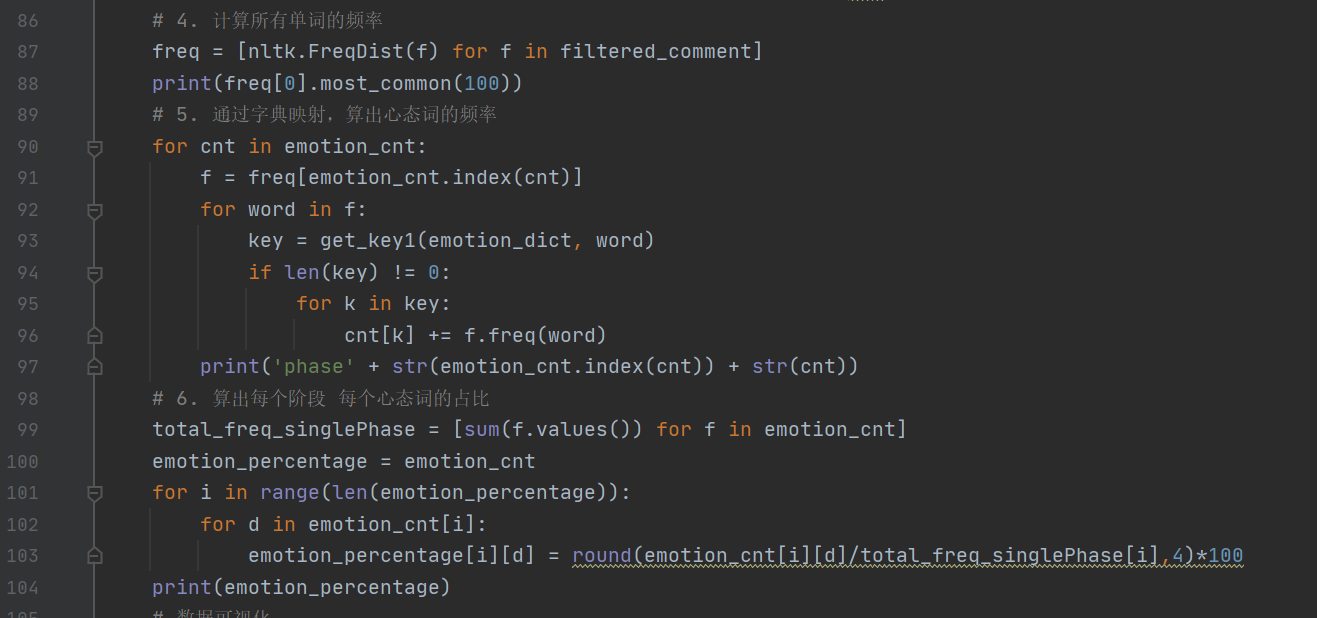 86 # 4. 计算所有单词的频率
87 freq = [nltk.FreqDist(f) for f in filtered_comment]
88 print(freq[0].most_common(100))
89 # 5. 通过字典映射，算出心态词的频率
90 for cnt in emotion_cnt:
91 f = freq[emotion_cnt.index(cnt)]
92 for word in f:
93 key = get_key1(emotion_dict, word)
94 if len(key) != 0:
95 for k in key:
96 cnt[k] += f.freq(word)
97 print('phase' + str(emotion_cnt.index(cnt)) + str(cnt))
98 # 6. 算出每个阶段 每个心态词的占比
99 total_freq_singlePhase = [sum(f.values()) for f in emotion_cnt]
100 emotion_percentage = emotion_cnt
101 for i in range(len(emotion_percentage)):
102 for d in emotion_cnt[i]:
103 emotion_percentage[i][d] = round(emotion_cnt[i][d]/total_freq_singlePhase[i],4)*100
104 print(emotion_percentage)
105 # 数据可视化